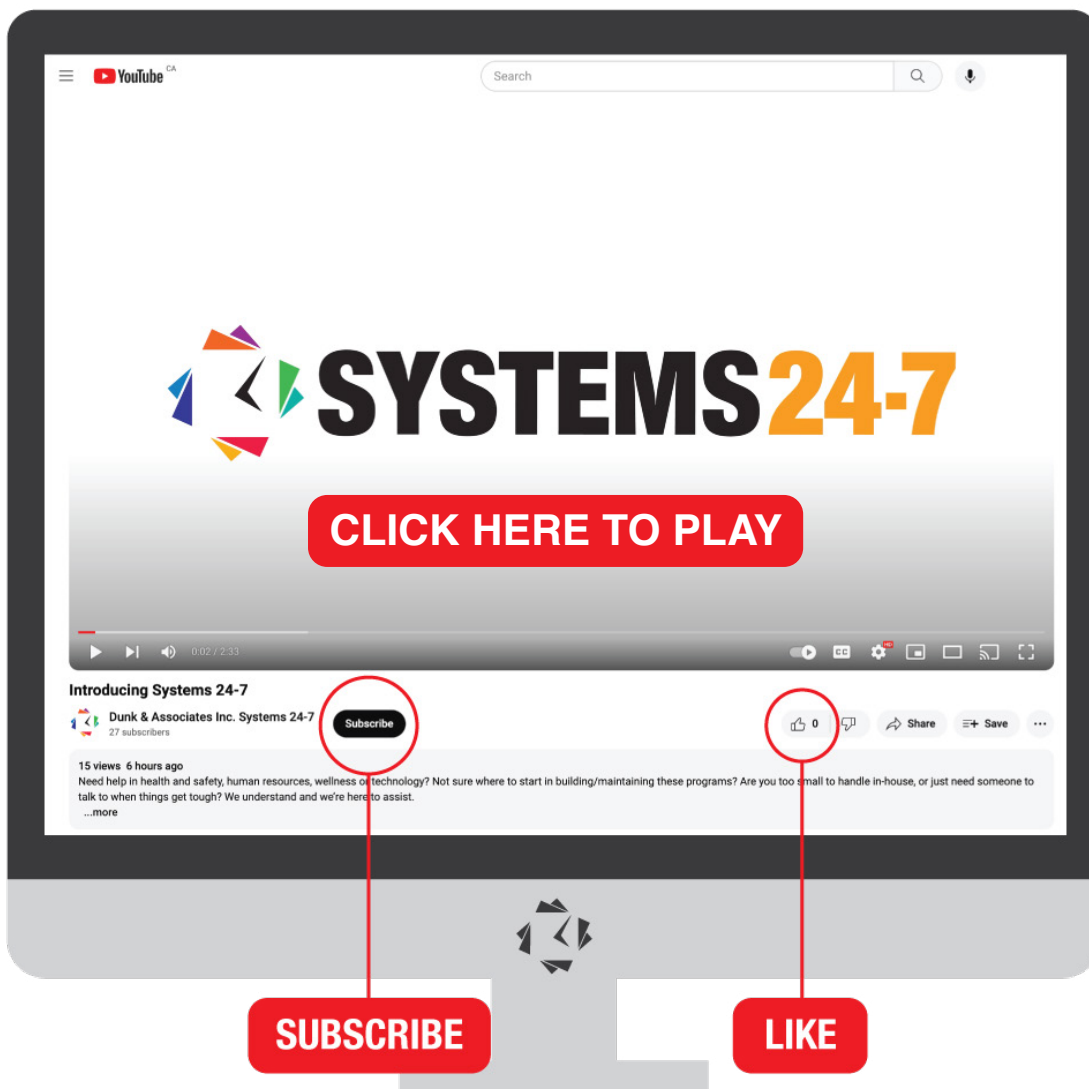 YouTube CA
Search
SYSTEMS24-7
CLICK HERE TO PLAY
0:02 / 2:33
CC
HD
Introducing Systems 24-7
Dunk & Associates Inc. Systems 24-7
27 subscribers
Subscribe
0
Share
Save
15 views 6 hours ago
Need help in health and safety, human resources, wellness or technology? Not sure where to start in building/maintaining these programs? Are you too small to handle in-house, or just need someone to
talk to when things get tough? We understand and we're here to assist.
...more
SUBSCRIBE
LIKE